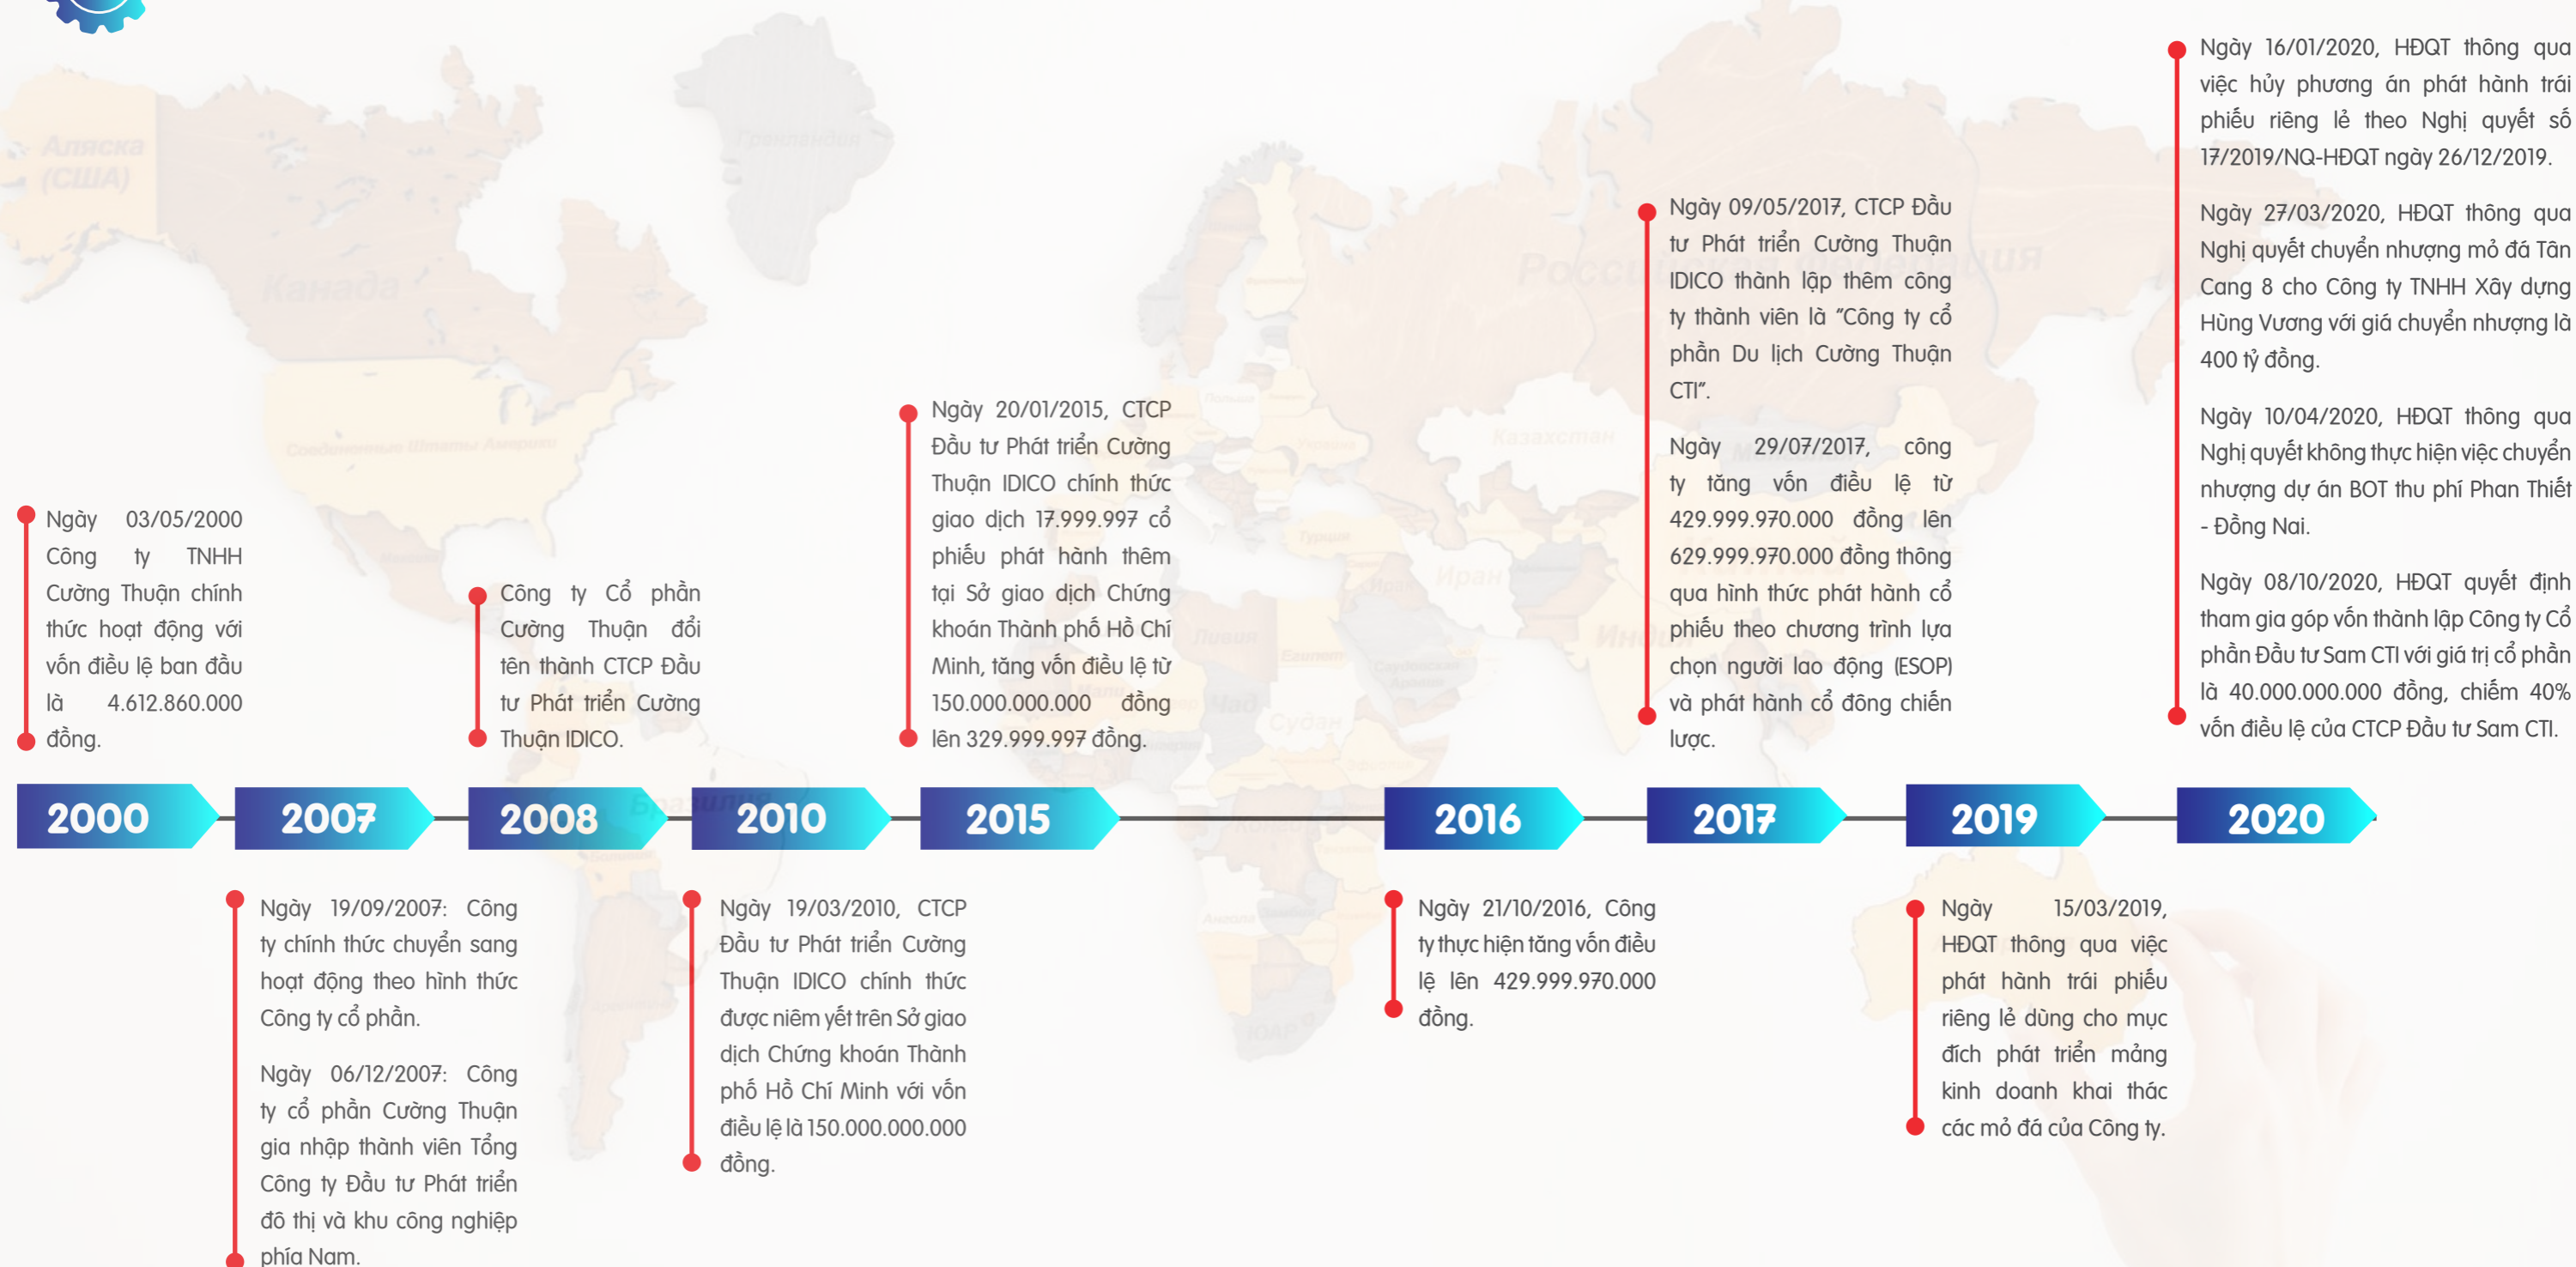 Ngày 03/05/2000
Công ty TNHH
Cường Thuận chính
thức hoạt động với
vốn điều lệ ban đầu
là 4.612.860.000
đồng.
2000
2007
Ngày 19/09/2007: Công
ty chính thức chuyển sang
hoạt động theo hình thức
Công ty cổ phần.
Ngày 06/12/2007: Công
ty cổ phần Cường Thuận
gia nhập thành viên Tổng
Công ty Đầu tư Phát triển
đô thị và khu công nghiệp
phía Nam.
Công ty Cổ phần
Cường Thuận đổi
tên thành CTCP Đầu
tư Phát triển Cường
Thuận IDICO.
2008
2010
Ngày 19/03/2010, CTCP
Đầu tư Phát triển Cường
Thuận IDICO chính thức
được niêm yết trên Sở giao
dịch Chứng khoán Thành
phố Hồ Chí Minh với vốn
điều lệ là 150.000.000.000
đồng.
Ngày 20/01/2015, CTCP
Đầu tư Phát triển Cường
Thuận IDICO chính thức
giao dịch 17.999.997 cổ
phiếu phát hành thêm
tại Sở giao dịch Chứng
khoán Thành phố Hồ Chí
Minh, tăng vốn điều lệ từ
150.000.000.000 đồng
lên 329.999.997 đồng.
2015
2016
Ngày 21/10/2016, Công
ty thực hiện tăng vốn điều
lệ lên 429.999.970.000
đồng.
Ngày 09/05/2017, CTCP Đầu
tư Phát triển Cường Thuận
IDICO thành lập thêm công
ty thành viên là "Công ty cổ
phần Du lịch Cường Thuận
CTI".
Ngày 29/07/2017, công
ty tăng vốn điều lệ từ
429.999.970.000 đồng lên
629.999.970.000 đồng thông
qua hình thức phát hành cổ
phiếu theo chương trình lựa
chọn người lao động (ESOP)
và phát hành cổ đông chiến
lược.
2017
2019
Ngày 15/03/2019,
HĐQT thông qua việc
phát hành trái phiếu
riêng lẻ dùng cho mục
đích phát triển mảng
kinh doanh khai thác
các mỏ đá của Công ty.
Ngày 16/01/2020, HĐQT thông qua
việc hủy phương án phát hành trái
phiếu riêng lẻ theo Nghị quyết số
17/2019/NQ-HĐQT ngày 26/12/2019.
Ngày 27/03/2020, HĐQT thông qua
Nghị quyết chuyển nhượng mỏ đá Tân
Cang 8 cho Công ty TNHH Xây dựng
Hùng Vương với giá chuyển nhượng là
400 tỷ đồng.
Ngày 10/04/2020, HĐQT thông qua
Nghị quyết không thực hiện việc chuyển
nhượng dự án BOT thu phí Phan Thiết
- Đồng Nai.
Ngày 08/10/2020, HĐQT quyết định
tham gia góp vốn thành lập Công ty Cổ
phần Đầu tư Sam CTI với giá trị cổ phần
là 40.000.000.000 đồng, chiếm 40%
vốn điều lệ của CTCP Đầu tư Sam CTI.
2020
Аляска
(США)
Канада
Гренландия
Соединенные Штаты Америки
Бразилия
Российская Федерация
Казахстан
Турция
Иран
Индия
Ливия
Египет
Чад
Судан
Мали
Ангола
ЮАР